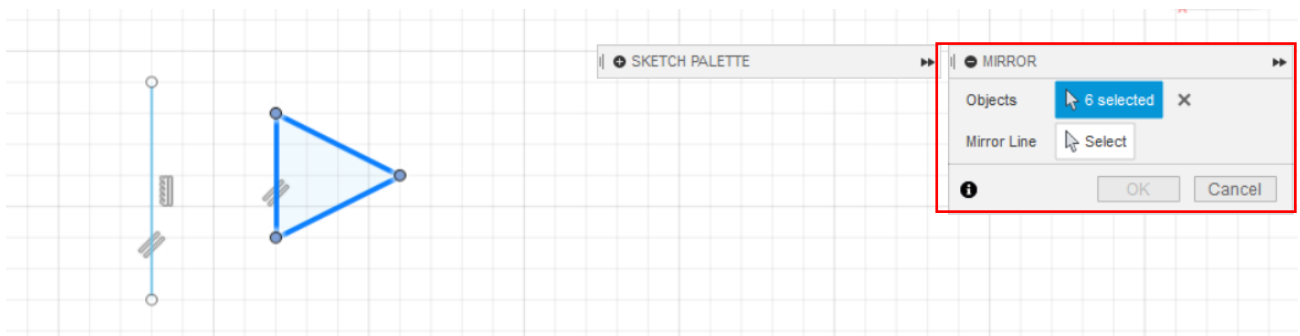 SKETCH PALETTE
MIRROR
Objects 6 selected
Mirror Line Select
OK Cancel